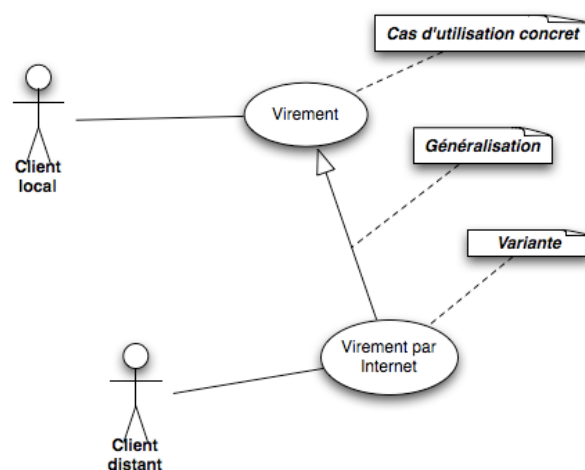 Cas d'utilisation concret
Virement
Client
local
Généralisation
Variante
Virement par
Internet
Client
distant